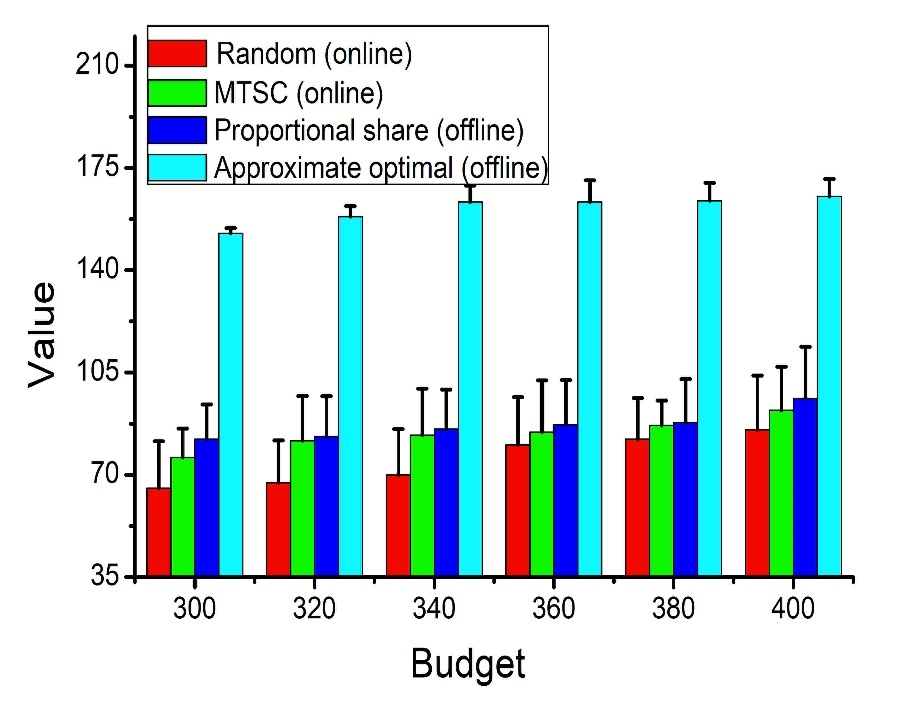 Random (online)
MTSC (online)
Proportional share (offline)
Approximate optimal (offline)
210
175
140
105
70
35
Value
300 320 340 360 380 400
Budget